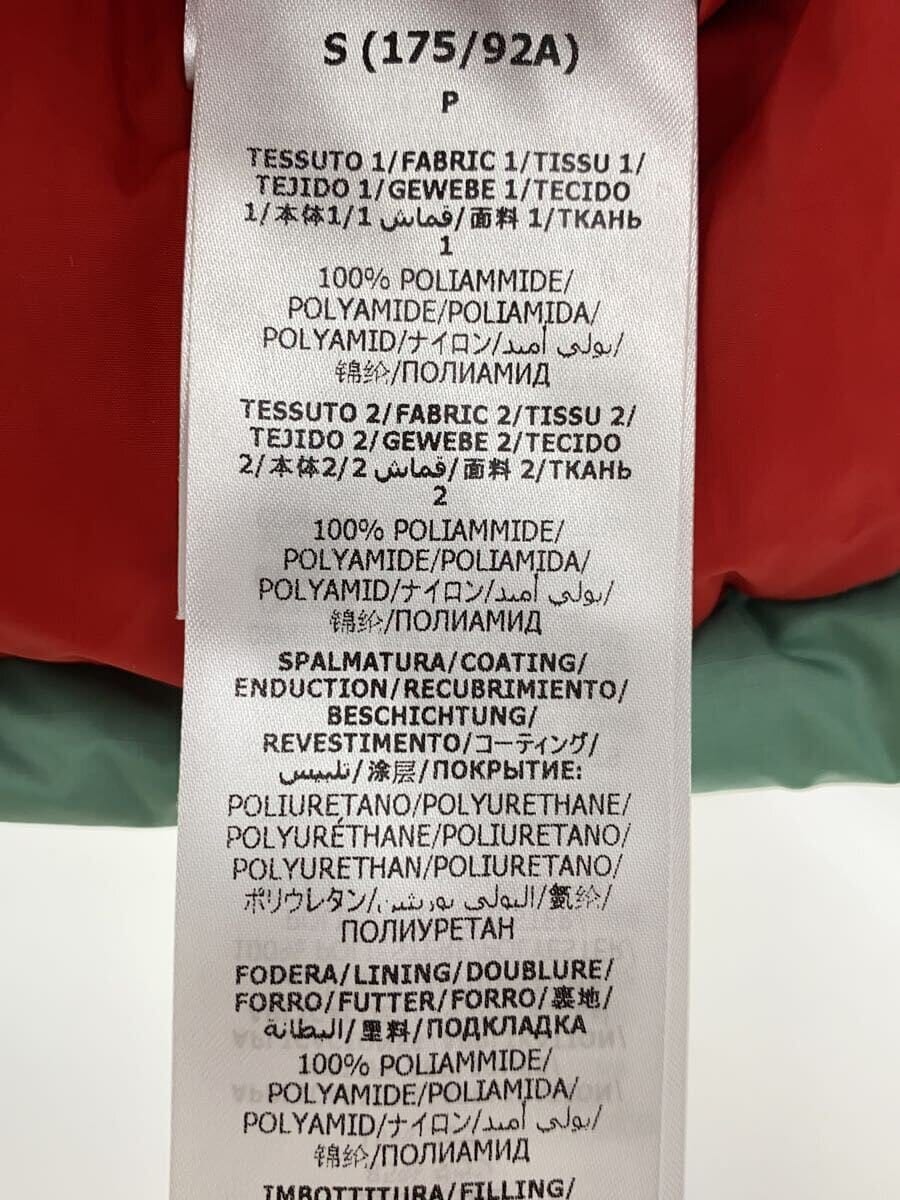 S (175/92A)
P
TESSUTO 1/FABRIC 1/TISSU 1/
TEJIDO 1/GEWEBE 1/TECIDO
1/本体1/1 قماش/面料 1/ТКАНЬ
1
100% POLIAMMIDE/
POLYAMIDE/POLIAMIDA/
POLYAMID/ナイロン/بولي أميد/
锦纶/ПОЛИАМИД
TESSUTO 2/FABRIC 2/TISSU 2/
TEJIDO 2/GEWEBE 2/TECIDO
2/本体2/2 قماش/面料 2/ТКАНЬ
2
100% POLIAMMIDE/
POLYAMIDE/POLIAMIDA/
POLYAMID/ナイロン/بولي أميد/
锦纶/ПОЛИАМИД
SPALMATURA/COATING/
ENDUCTION/RECUBRIMIENTO/
BESCHICHTUNG/
REVESTIMENTO/コーティング/
تلبيس/涂层/ПОКРЫТИЕ:
POLIURETANO/POLYURETHANE/
POLYURÉTHANE/POLIURETANO/
POLYURETHAN/POLIURETANO/
ポリウレタン/البولي يوريثين/氨纶/
ПОЛИУРЕТАН
FODERA/LINING/DOUBLURE/
FORRO/FUTTER/FORRO/裏地/
البطانة/里料/ПОДКЛАДКА
100% POLIAMMIDE/
POLYAMIDE/POLIAMIDA/
POLYAMID/ナイロン/بولي أميد/
锦纶/ПОЛИАМИД
IMBOTTITURA/FILLING/